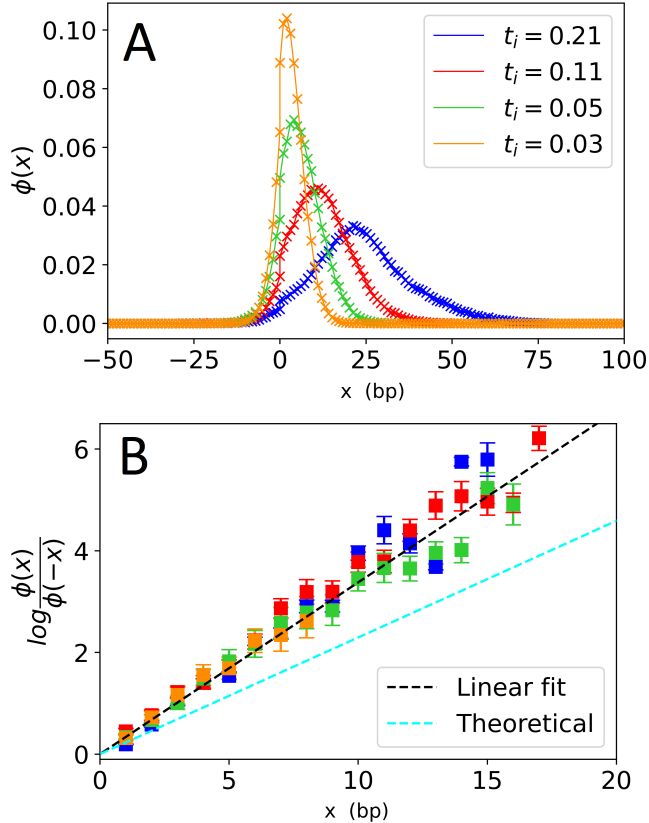 A
0.10
0.08
0.06
0.04
0.02
0.00
ϕ(x)
t_i = 0.21
t_i = 0.11
t_i = 0.05
t_i = 0.03
−50 −25 0 25 50 75 100
x (bp)
B
6
4
2
0
log ϕ(x)/ϕ(−x)
Linear fit
Theoretical
0 5 10 15 20
x (bp)